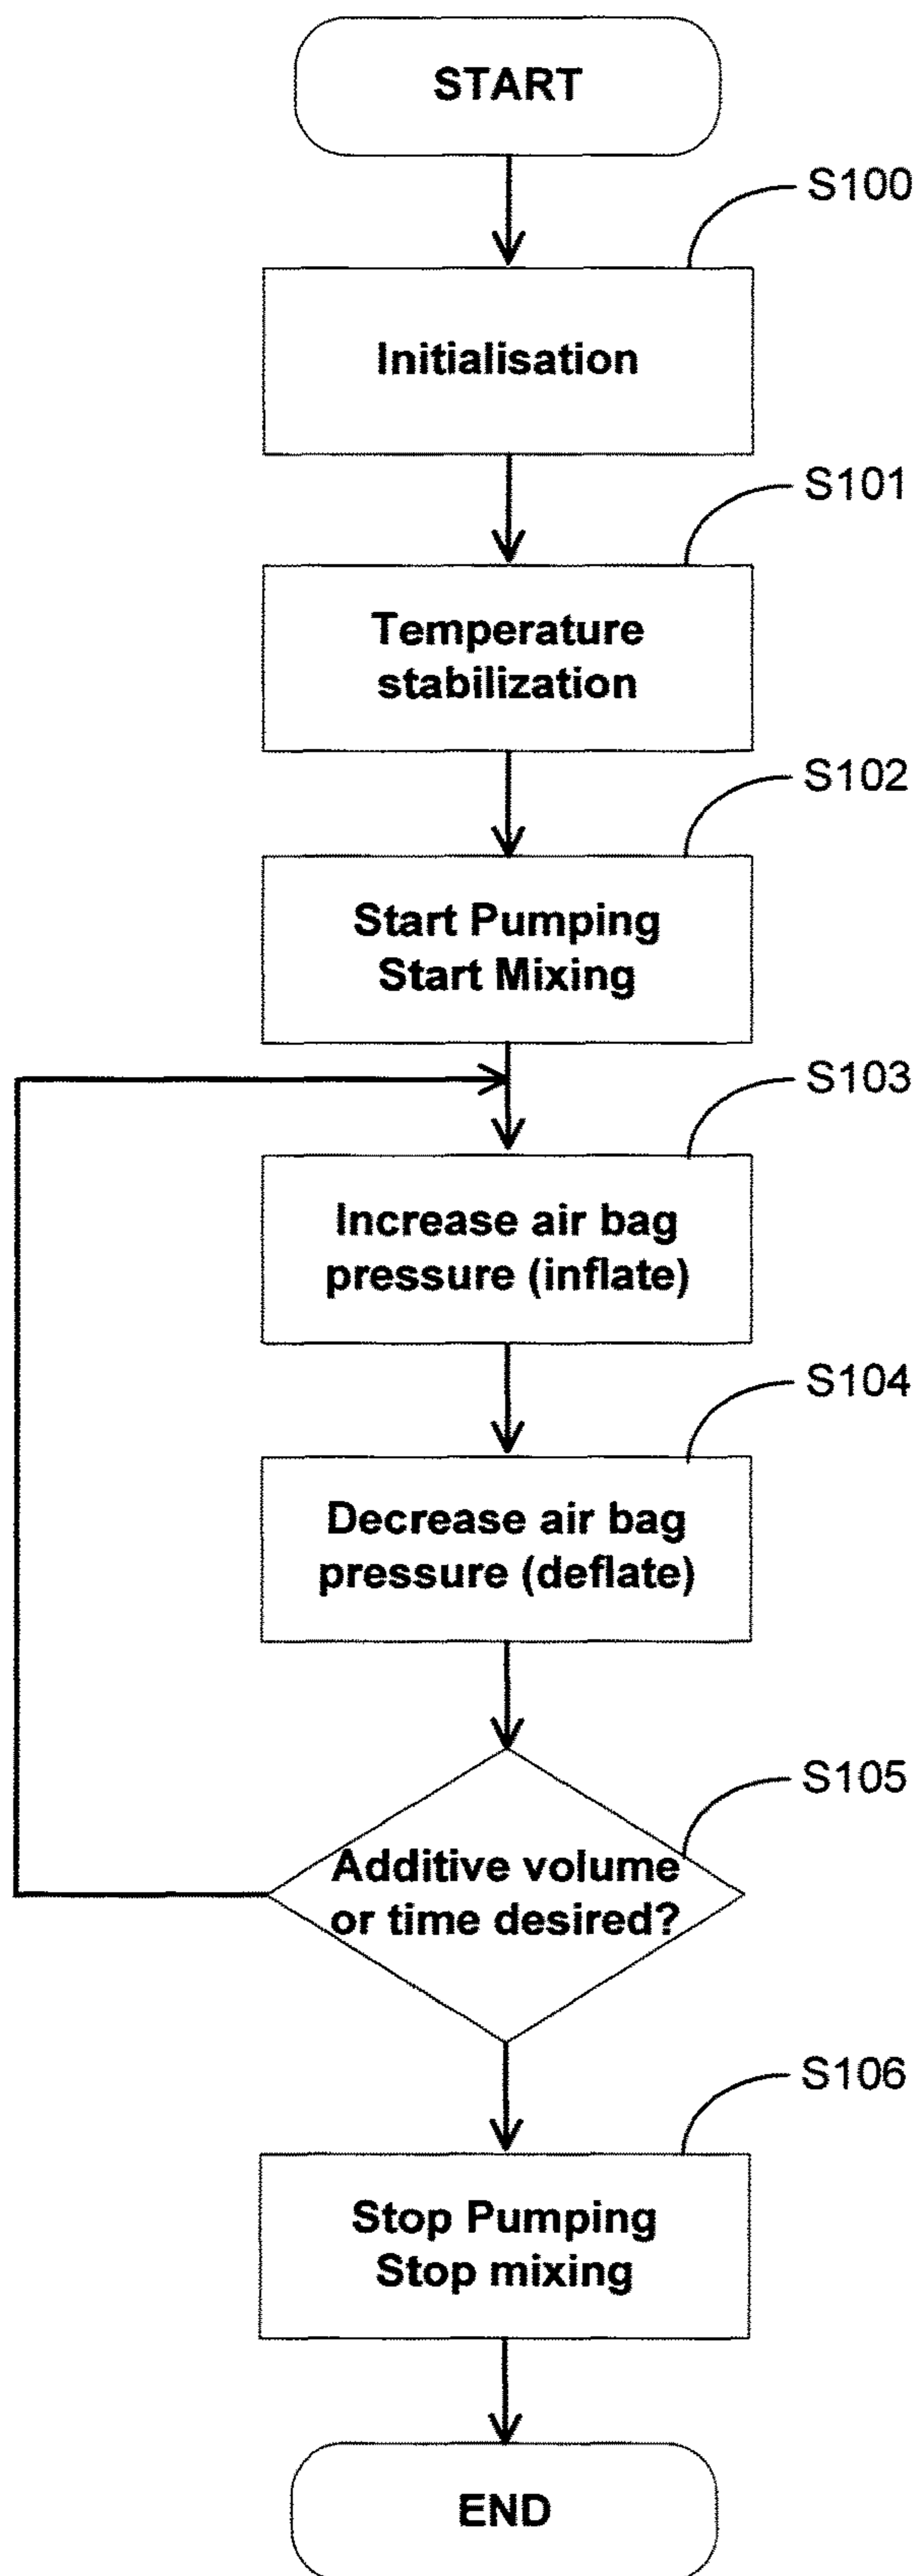 START
S100
Initialisation
S101
Temperature
stabilization
S102
Start Pumping
Start Mixing
S103
Increase air bag
pressure (inflate)
S104
Decrease air bag
pressure (deflate)
S105
Additive volume
or time desired?
S106
Stop Pumping
Stop mixing
END